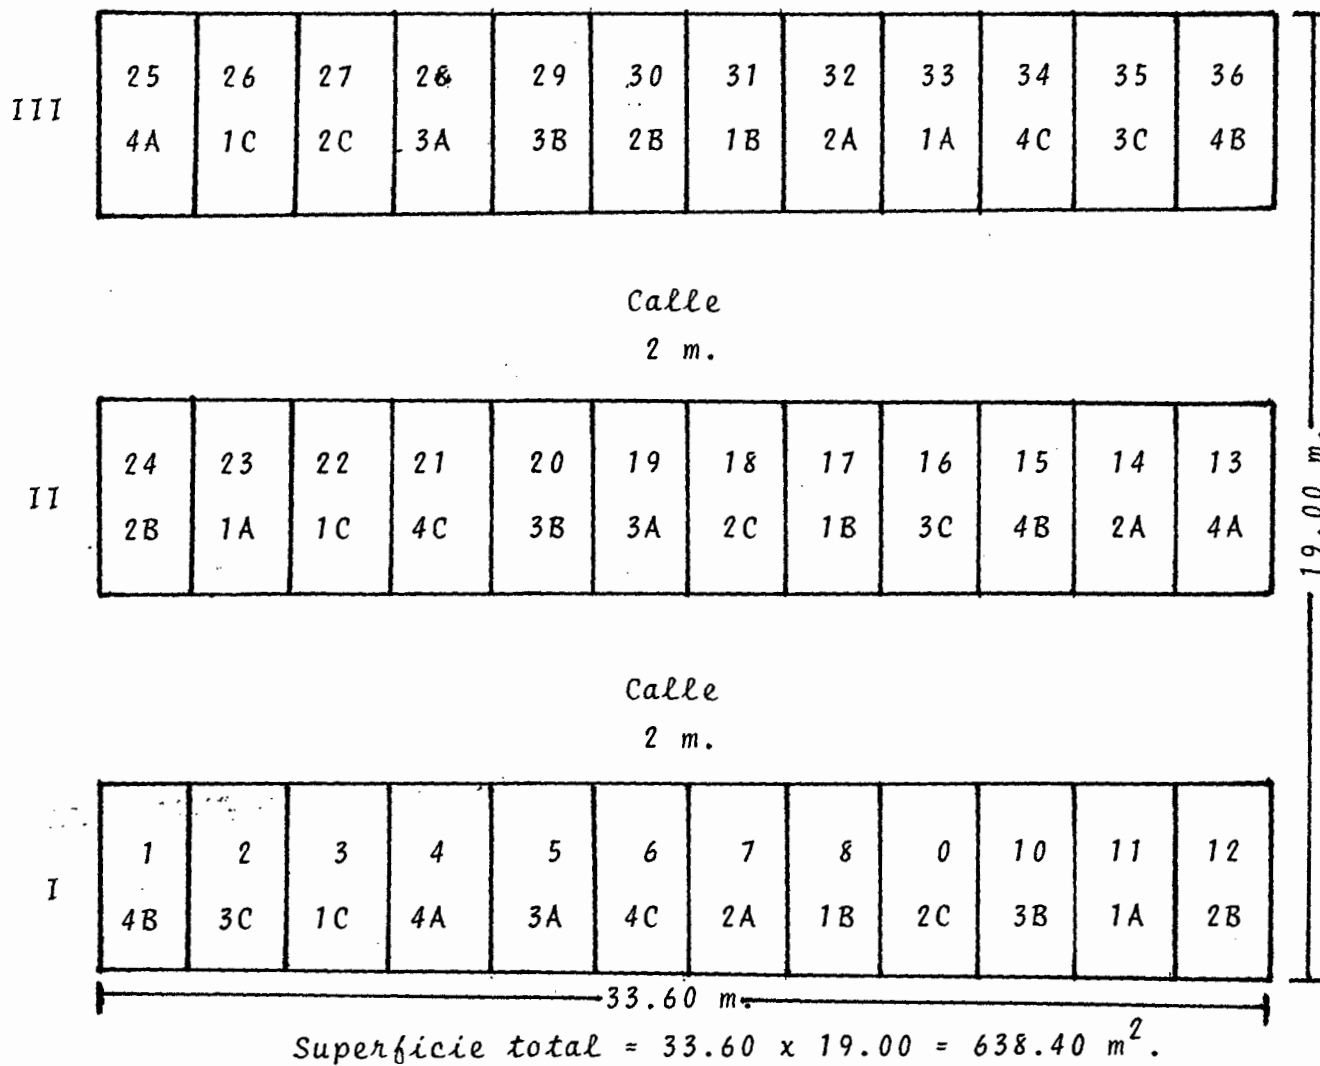 25 26 27 28 29 30 31 32 33 34 35 36
III
4A 1C 2C 3A 3B 2B 1B 2A 1A 4C 3C 4B
Calle
2 m.
24 23 22 21 20 19 18 17 16 15 14 13
II
2B 1A 1C 4C 3B 3A 2C 1B 3C 4B 2A 4A
19.00 m.
Calle
2 m.
1 2 3 4 5 6 7 8 0 10 11 12
I
4B 3C 1C 4A 3A 4C 2A 1B 2C 3B 1A 2B
33.60 m.
Superficie total = 33.60 x 19.00 = 638.40 m².